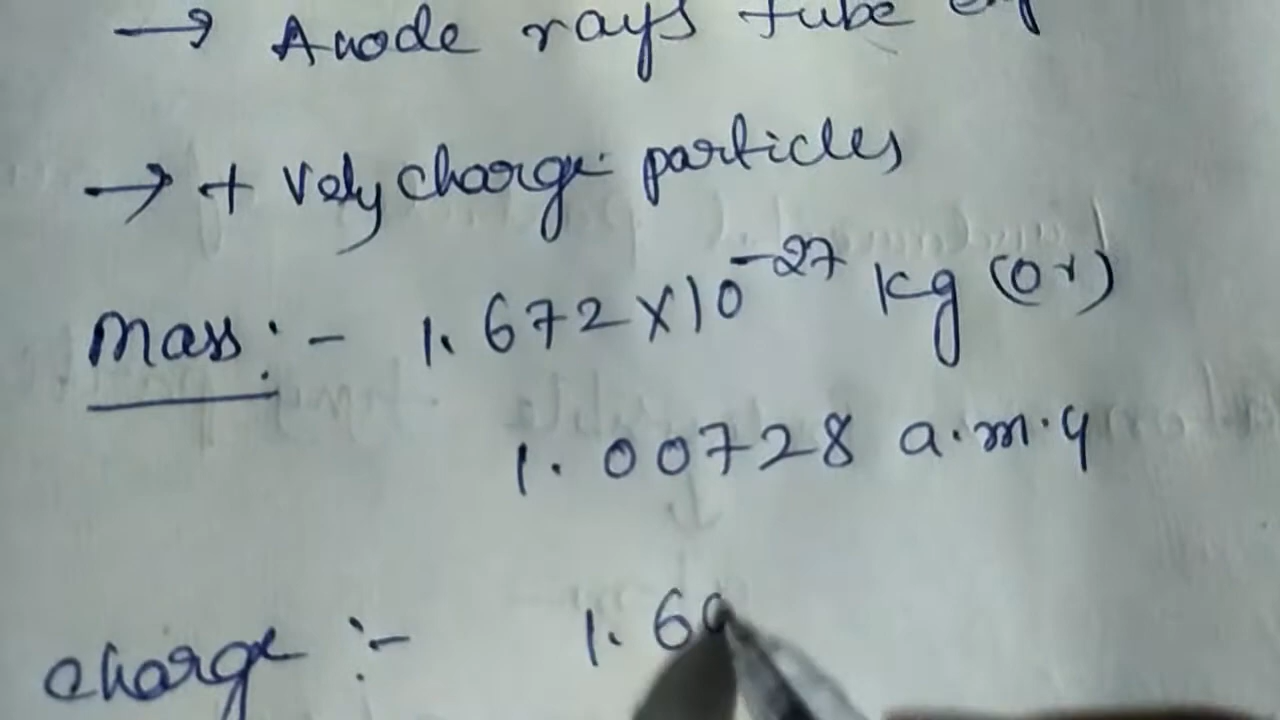 → Anode rays tube
→ + Vely charge particles
Mass :- 1.672×10⁻²⁷ kg (or)
1.00728 a.m.u
charge :- 1.60